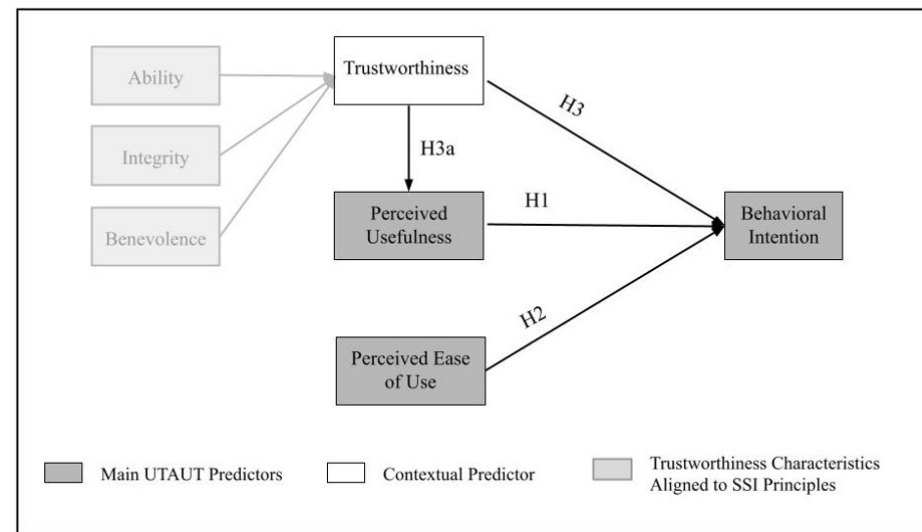 Ability
Integrity
Benevolence
Trustworthiness
H3
H3a
Perceived
Usefulness
H1
Behavioral
Intention
H2
Perceived Ease
of Use
Main UTAUT Predictors
Contextual Predictor
Trustworthiness Characteristics
Aligned to SSI Principles